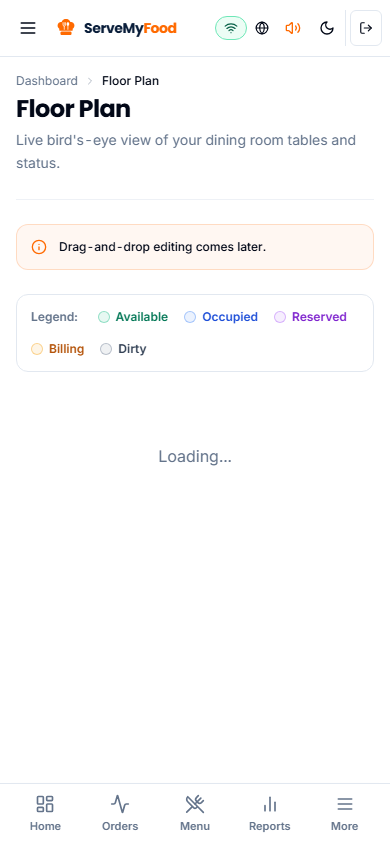 ServeMyFood
Dashboard > Floor Plan
Floor Plan
Live bird's-eye view of your dining room tables and
status.
Drag-and-drop editing comes later.
Legend: Available Occupied Reserved
Billing Dirty
Loading...
Home Orders Menu Reports More